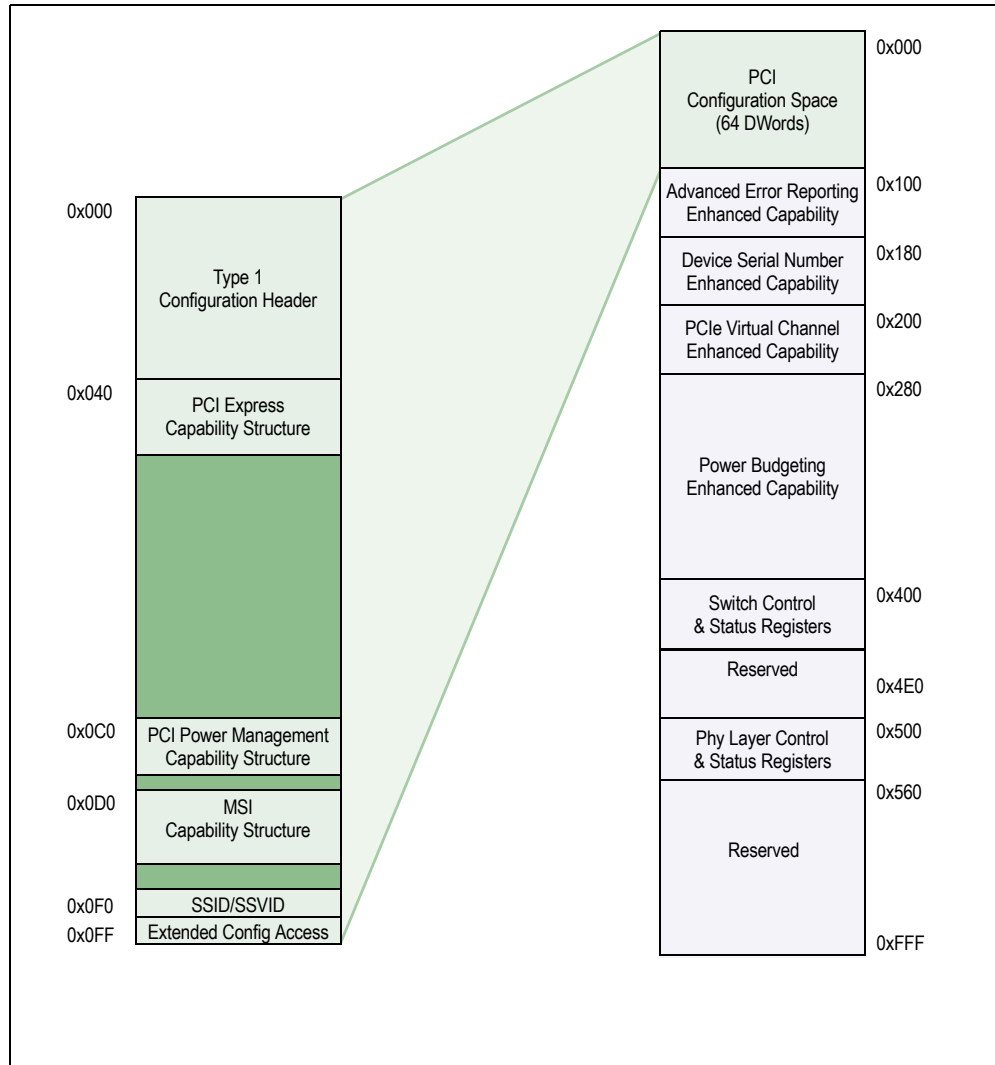 0x000
Type 1
Configuration Header
0x040
PCI Express
Capability Structure
0x0C0
PCI Power Management
Capability Structure
0x0D0
MSI
Capability Structure
0x0F0
SSID/SSVID
0x0FF
Extended Config Access
0x000
PCI
Configuration Space
(64 DWords)
0x100
Advanced Error Reporting
Enhanced Capability
0x180
Device Serial Number
Enhanced Capability
0x200
PCIe Virtual Channel
Enhanced Capability
0x280
Power Budgeting
Enhanced Capability
0x400
Switch Control
& Status Registers
Reserved
0x4E0
0x500
Phy Layer Control
& Status Registers
0x560
Reserved
0xFFF